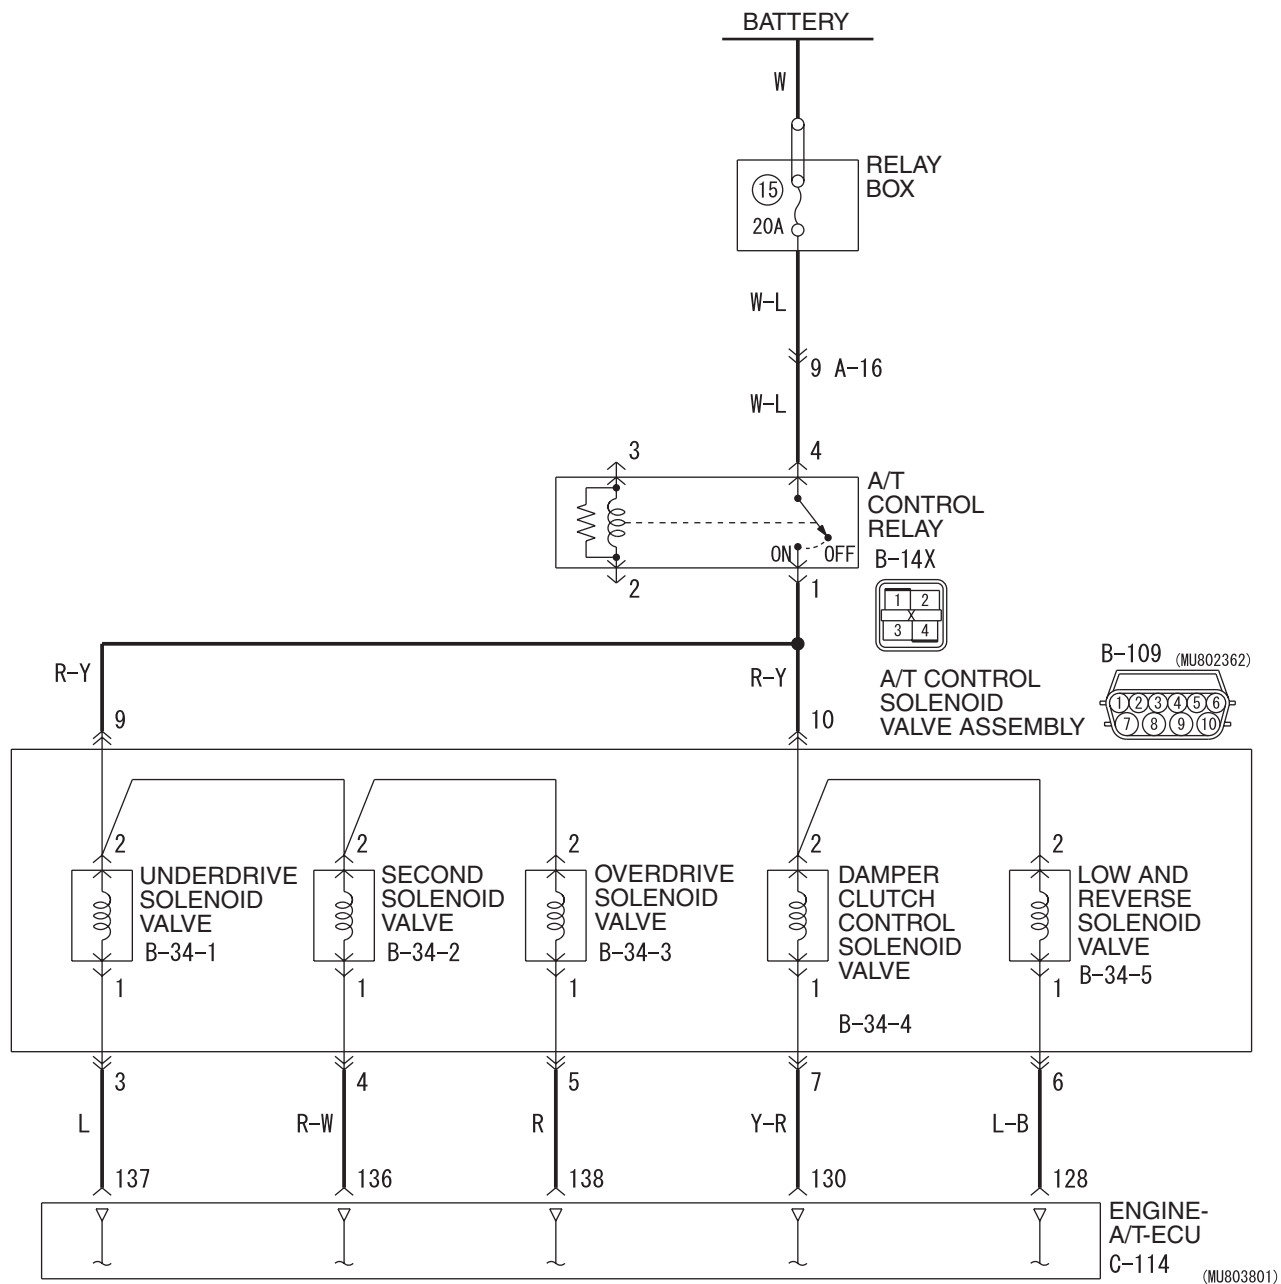 BATTERY
W
RELAY
BOX
15
20A
W-L
9 A-16
W-L
3
4
A/T
CONTROL
RELAY
ON
OFF
B-14X
2
1
1 2
X
3 4
R-Y
R-Y
A/T CONTROL
SOLENOID
VALVE ASSEMBLY
B-109 (MU802362)
1 2 3 4 5 6
7 8 9 10
9
10
2
2
2
2
2
UNDERDRIVE
SOLENOID
VALVE
B-34-1
SECOND
SOLENOID
VALVE
B-34-2
OVERDRIVE
SOLENOID
VALVE
B-34-3
DAMPER
CLUTCH
CONTROL
SOLENOID
VALVE
B-34-4
LOW AND
REVERSE
SOLENOID
VALVE
B-34-5
1
1
1
1
1
3
4
5
7
6
L
R-W
R
Y-R
L-B
137
136
138
130
128
ENGINE-
A/T-ECU
C-114
(MU803801)